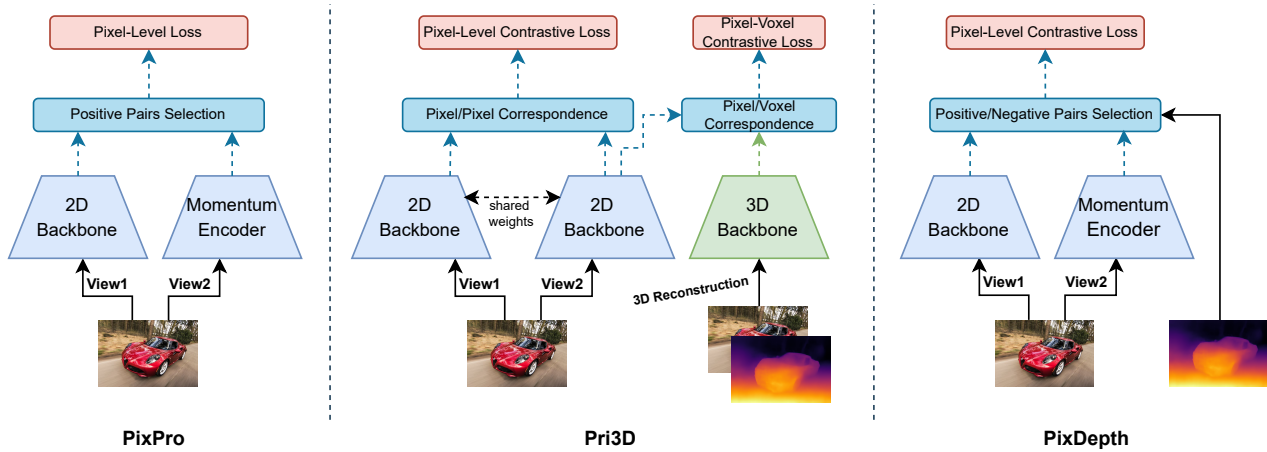 Pixel-Level Loss
Positive Pairs Selection
2D
Backbone
Momentum
Encoder
View1
View2
PixPro
Pixel-Level Contrastive Loss
Pixel-Voxel
Contrastive Loss
Pixel/Pixel Correspondence
Pixel/Voxel
Correspondence
2D
Backbone
shared
weights
2D
Backbone
3D
Backbone
View1
View2
3D Reconstruction
Pri3D
Pixel-Level Contrastive Loss
Positive/Negative Pairs Selection
2D
Backbone
Momentum
Encoder
View1
View2
PixDepth